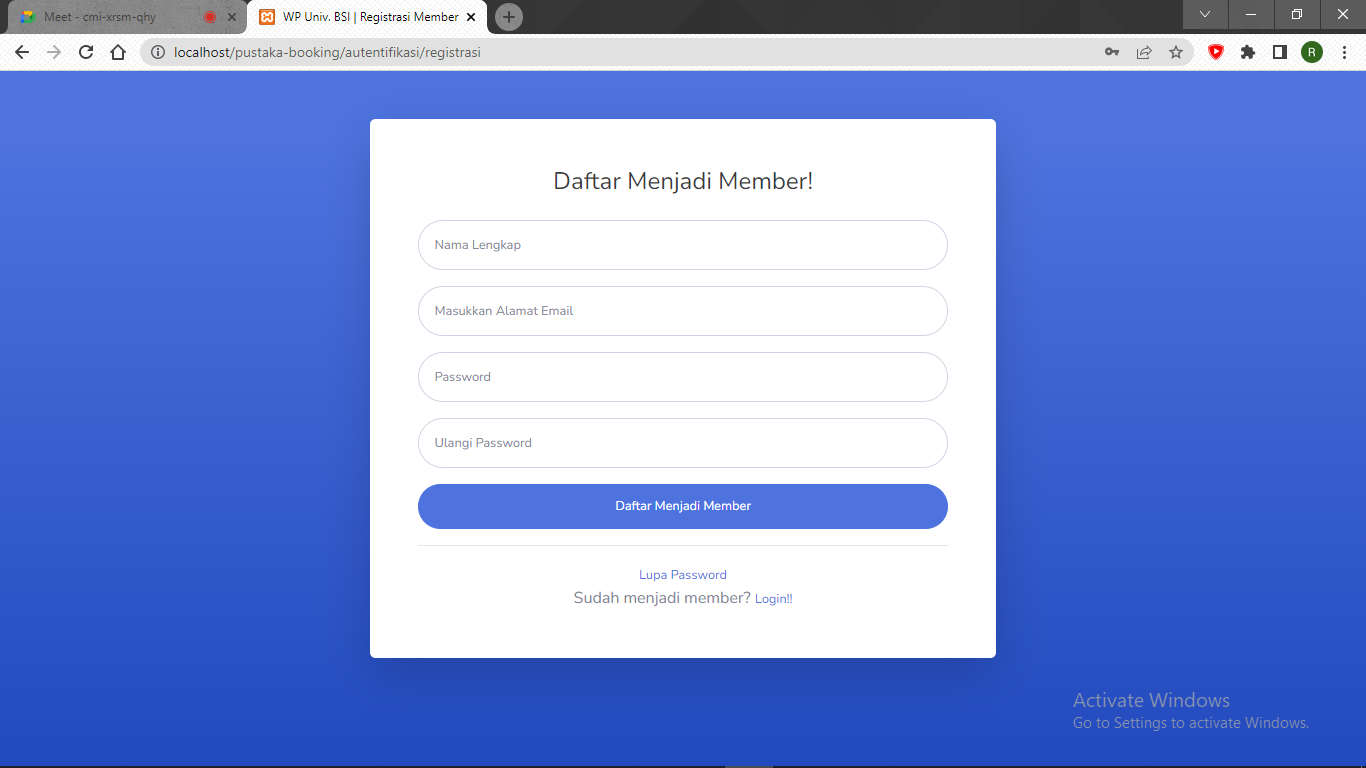 Meet - cmi-xrsm-qhy
WP Univ. BSI | Registrasi Member
localhost/pustaka-booking/autentifikasi/registrasi
R
Daftar Menjadi Member!
Nama Lengkap
Masukkan Alamat Email
Password
Ulangi Password
Daftar Menjadi Member
Lupa Password
Sudah menjadi member? Login!!
Activate Windows
Go to Settings to activate Windows.